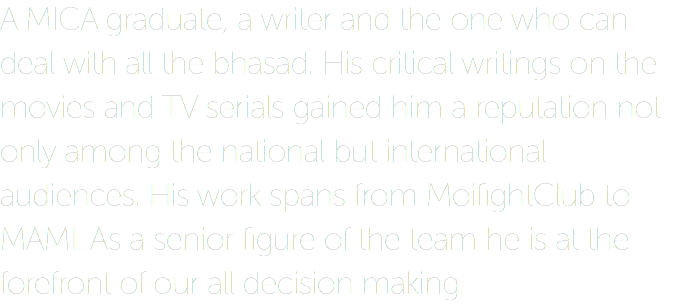 A MICA graduate, a writer and the one who can
deal with all the bhasad. His critical writings on the
movies and TV serials gained him a reputation not
only among the national but international
audiences. His work spans from MoifightClub to
MAMI. As a senior figure of the team he is at the
forefront of our all decision making